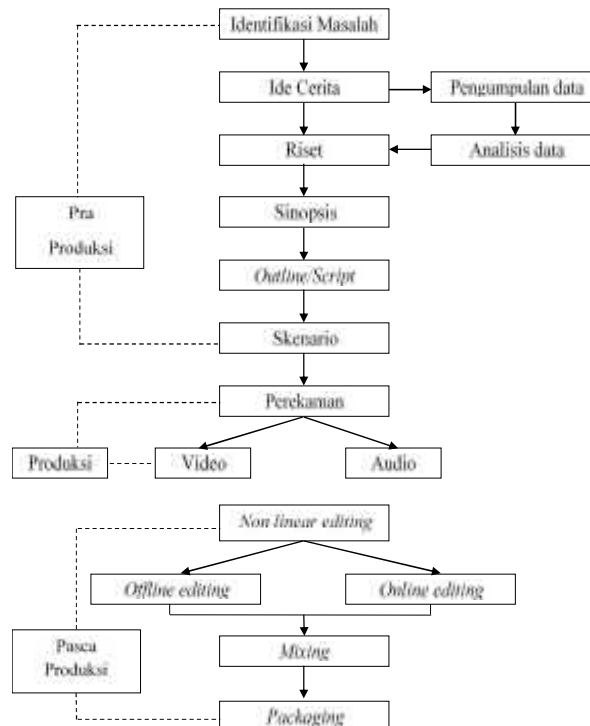 Identifikasi Masalah
Ide Cerita
Pengumpulan data
Riset
Analisis data
Sinopsis
Pra
Produksi
Outline/Script
Skenario
Perekaman
Produksi
Video
Audio
Non linear editing
Offline editing
Online editing
Mixing
Pasca
Produksi
Packaging